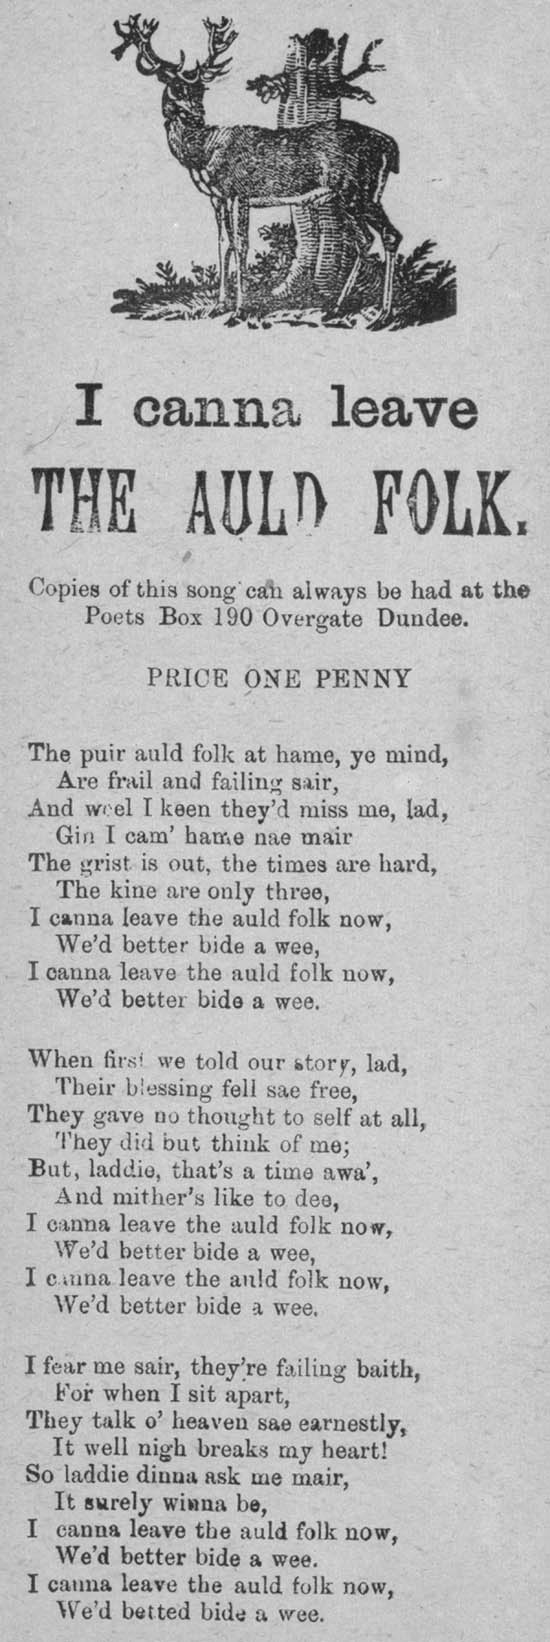 I canna leave
THE AULD FOLK.
Copies of this song can always be had at the
Poets Box 190 Overgate Dundee.
PRICE ONE PENNY
The puir auld folk at hame, ye mind,
Are frail and failing sair,
And weel I keen they'd miss me, lad,
Gin I cam' hame nae mair
The grist is out, the times are hard,
The kine are only three,
I canna leave the auld folk now,
We'd better bide a wee,
I canna leave the auld folk now,
We'd better bide a wee.
When first we told our story, lad,
Their blessing fell sae free,
They gave no thought to self at all,
They did but think of me;
But, laddie, that's a time awa',
And mither's like to dee,
I canna leave the auld folk now,
We'd better bide a wee,
I canna leave the auld folk now,
We'd better bide a wee.
I fear me sair, they're failing baith,
For when I sit apart,
They talk o' heaven sae earnestly,
It well nigh breaks my heart!
So laddie dinna ask me mair,
It surely winna be,
I canna leave the auld folk now,
We'd better bide a wee.
I canna leave the auld folk now,
We'd betted bide a wee.